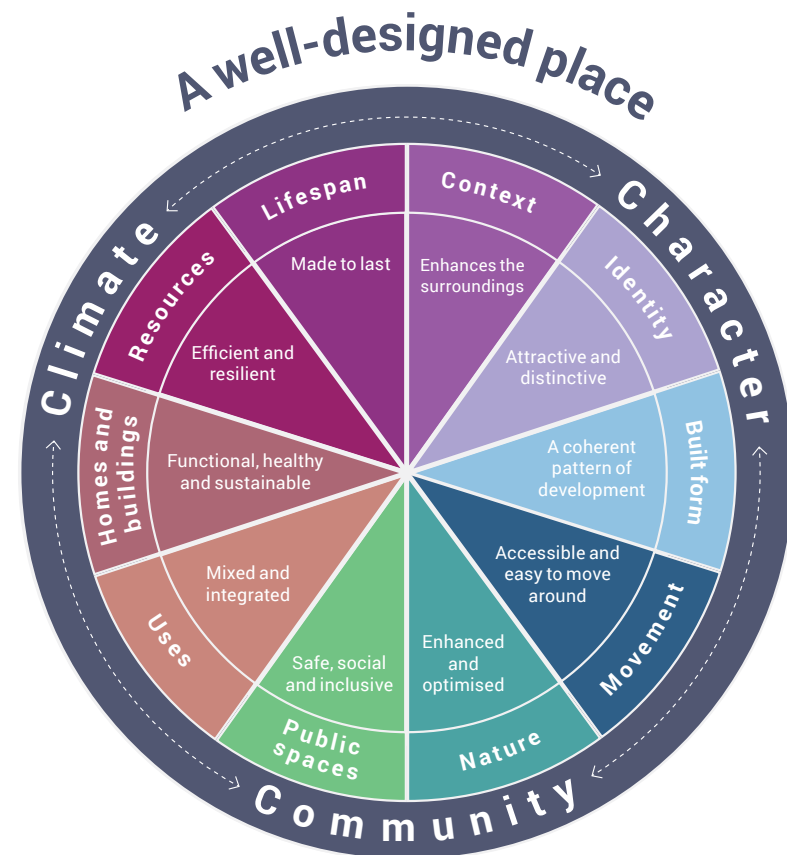 A well-designed place
Climate
Character
Community
Context
Enhances the
surroundings
Identity
Attractive and
distinctive
Built form
A coherent
pattern of
development
Movement
Accessible and
easy to move
around
Nature
Enhanced
and
optimised
Public
spaces
Safe, social
and inclusive
Uses
Mixed and
integrated
Homes and
buildings
Functional, healthy
and sustainable
Resources
Efficient and
resilient
Lifespan
Made to last